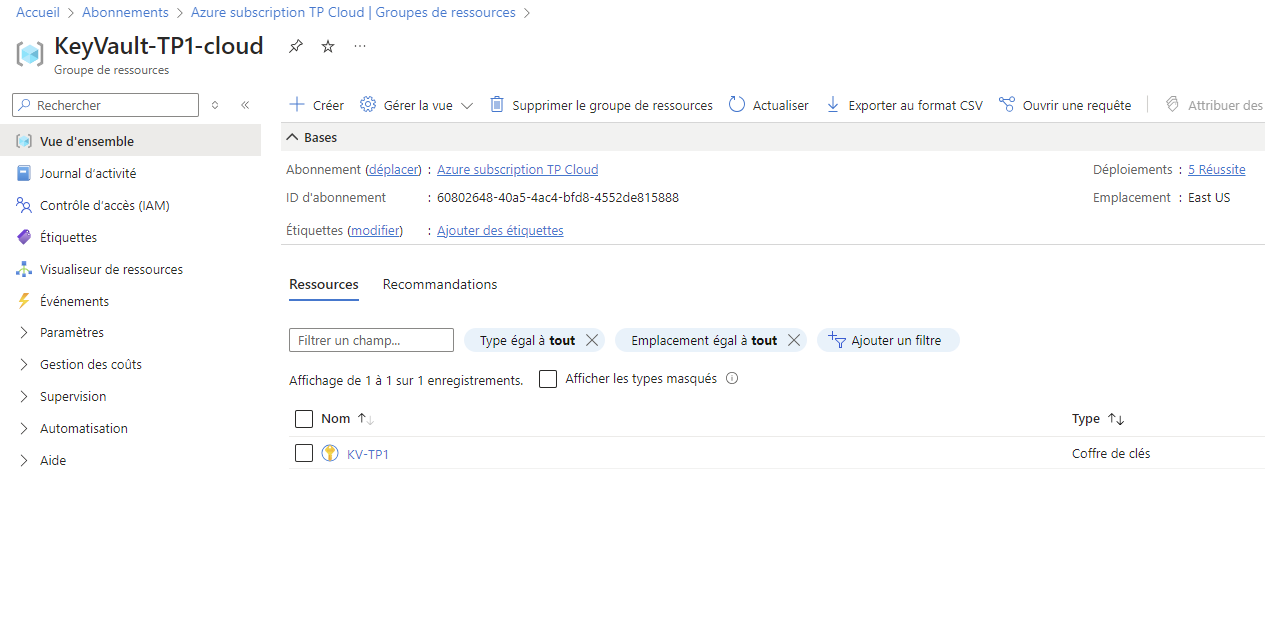 Accueil > Abonnements > Azure subscription TP Cloud | Groupes de ressources >
KeyVault-TP1-cloud
Groupe de ressources
Rechercher
Créer Gérer la vue Supprimer le groupe de ressources Actualiser Exporter au format CSV Ouvrir une requête Attribuer des
Vue d'ensemble
Journal d'activité
Contrôle d'accès (IAM)
Étiquettes
Visualiseur de ressources
Événements
Paramètres
Gestion des coûts
Supervision
Automatisation
Aide
Bases
Abonnement (déplacer) : Azure subscription TP Cloud
Déploiements : 5 Réussite
ID d'abonnement : 60802648-40a5-4ac4-bfd8-4552de815888
Emplacement : East US
Étiquettes (modifier) : Ajouter des étiquettes
Ressources Recommandations
Filtrer un champ... Type égal à tout Emplacement égal à tout Ajouter un filtre
Affichage de 1 à 1 sur 1 enregistrements. Afficher les types masqués
Nom Type
KV-TP1 Coffre de clés